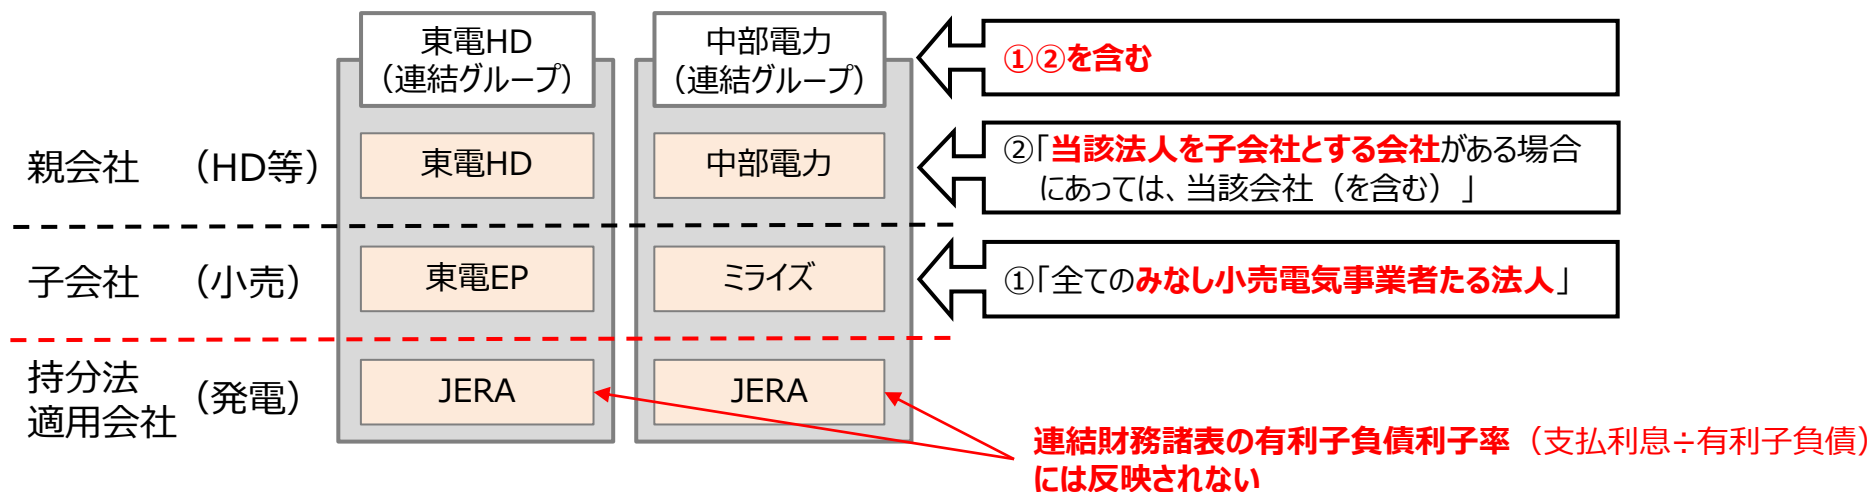 東電HD
（連結グループ）
中部電力
（連結グループ）
①②を含む
親会社　（HD等）
東電HD
中部電力
②「当該法人を子会社とする会社がある場合
にあっては、当該会社（を含む）」
子会社　（小売）
東電EP
ミライズ
①「全てのみなし小売電気事業者たる法人」
持分法
適用会社
（発電）
JERA
JERA
連結財務諸表の有利子負債利子率（支払利息÷有利子負債）
には反映されない